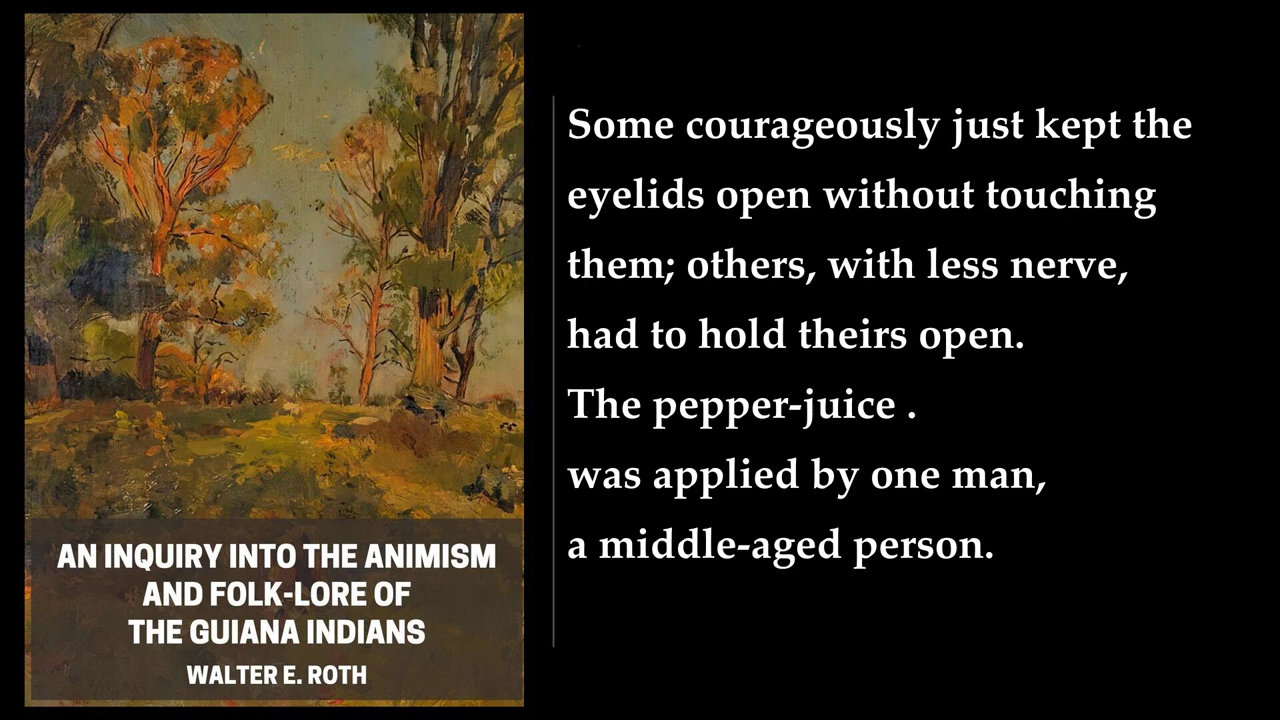 AN INQUIRY INTO THE ANIMISM
AND FOLK-LORE OF
THE GUIANA INDIANS
WALTER E. ROTH
Some courageously just kept the
eyelids open without touching
them; others, with less nerve,
had to hold theirs open.
The pepper-juice .
was applied by one man,
a middle-aged person.